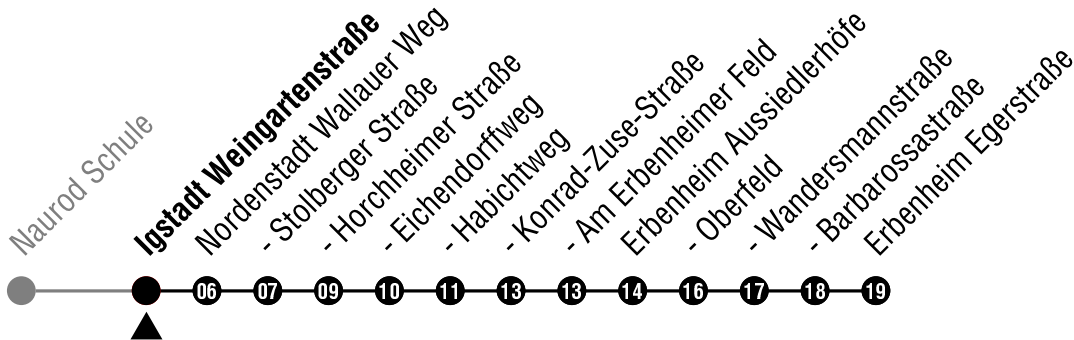 Naurod Schule
Igstadt Weingartenstraße
Nordenstadt Wallauer Weg
- Stolberger Straße
- Horchheimer Straße
- Eichendorffweg
- Habichtweg
- Konrad-Zuse-Straße
- Am Erbenheimer Feld
Erbenheim Aussiedlerhöfe
- Oberfeld
- Wandersmannstraße
- Barbarossastraße
Erbenheim Egerstraße
06 07 09 10 11 13 13 14 16 17 18 19